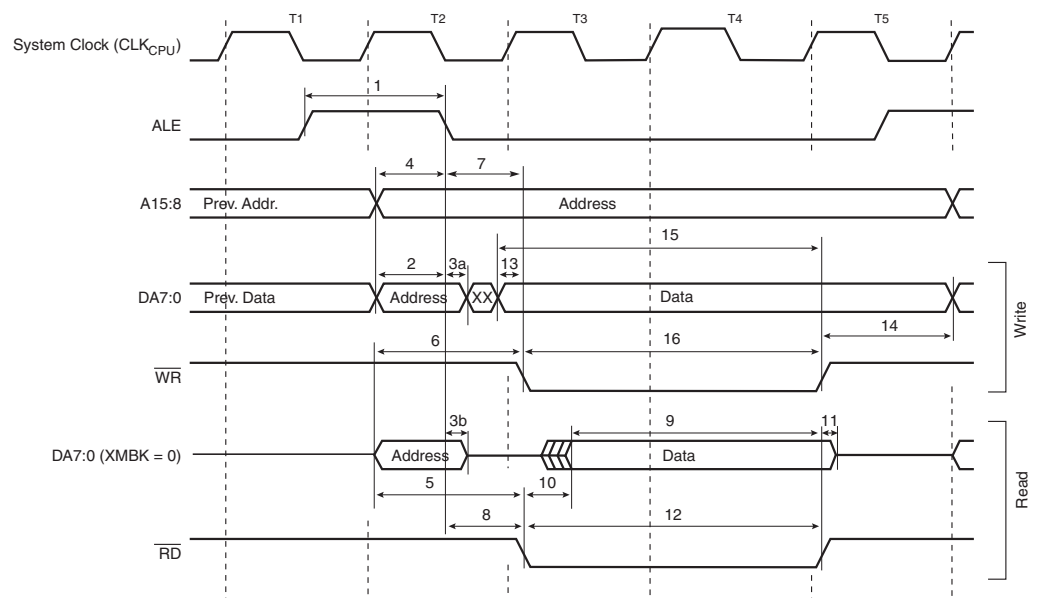 T1 T2 T3 T4 T5
System Clock (CLKCPU)
1
ALE
4 7
A15:8 Prev. Addr. Address
15
2 3a 13
DA7:0 Prev. Data Address XX Data
14
6 16
WR
Write
3b 9 11
DA7:0 (XMBK = 0) Address Data
5 10
8 12
RD
Read